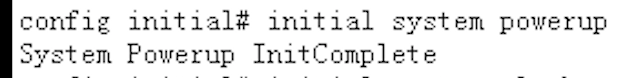 config initial# initial system powerup
System Powerup InitComplete